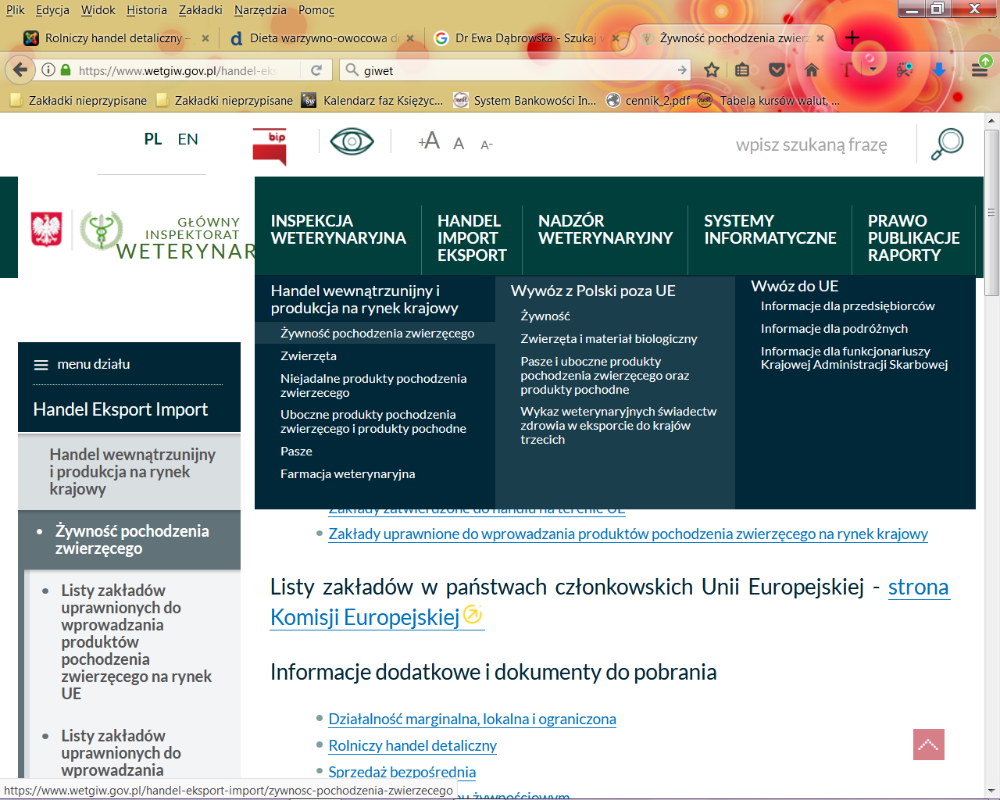 Plik Edycja Widok Historia Zakładki Narzędzia Pomoc
Rolniczy handel detaliczny –
Dieta warzywno-owocowa d
Dr Ewa Dąbrowska - Szukaj w
Żywność pochodzenia zwierz
https://www.wetgiw.gov.pl/handel-eks
giwet
Zakładki nieprzypisane
Zakładki nieprzypisane
Kalendarz faz Księżyc...
System Bankowości In...
cennik_2.pdf
Tabela kursów walut, ...
PL EN
bip
+A A A-
wpisz szukaną frazę
GŁÓWNY
INSPEKTORAT
WETERYNAR
INSPEKCJA
WETERYNARYJNA
HANDEL
IMPORT
EKSPORT
NADZÓR
WETERYNARYJNY
SYSTEMY
INFORMATYCZNE
PRAWO
PUBLIKACJE
RAPORTY
Handel wewnątrzunijny i
produkcja na rynek krajowy
Żywność pochodzenia zwierzęcego
Zwierzęta
Niejadalne produkty pochodzenia
zwierzecego
Uboczne produkty pochodzenia
zwierzęcego i produkty pochodne
Pasze
Farmacja weterynaryjna
Wywóz z Polski poza UE
Żywność
Zwierzęta i materiał biologiczny
Pasze i uboczne produkty
pochodzenia zwierzęcego oraz
produkty pochodne
Wykaz weterynaryjnych świadectw
zdrowia w eksporcie do krajów
trzecich
Wwóz do UE
Informacje dla przedsiębiorców
Informacje dla podróżnych
Informacje dla funkcjonariuszy
Krajowej Administracji Skarbowej
menu działu
Handel Eksport Import
Handel wewnątrzunijny
i produkcja na rynek
krajowy
Żywność pochodzenia
zwierzęcego
Listy zakładów
uprawnionych do
wprowadzania
produktów
pochodzenia
zwierzęcego na rynek
UE
Listy zakładów
uprawnionych do
wprowadzania
Zakłady zatwierdzone do handlu na terenie UE
Zakłady uprawnione do wprowadzania produktów pochodzenia zwierzęcego na rynek krajowy
Listy zakładów w państwach członkowskich Unii Europejskiej - strona
Komisji Europejskiej
Informacje dodatkowe i dokumenty do pobrania
Działalność marginalna, lokalna i ograniczona
Rolniczy handel detaliczny
Sprzedaż bezpośrednia
żywnościowym
https://www.wetgiw.gov.pl/handel-eksport-import/zywnosc-pochodzenia-zwierzecego